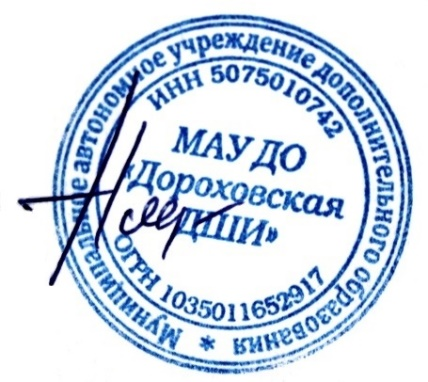 Муниципальное автономное учреждение дополнительного образования *
ИНН 5075010742
МАУ ДО
«Дороховская
ДШИ»
ОГРН 1035011652917